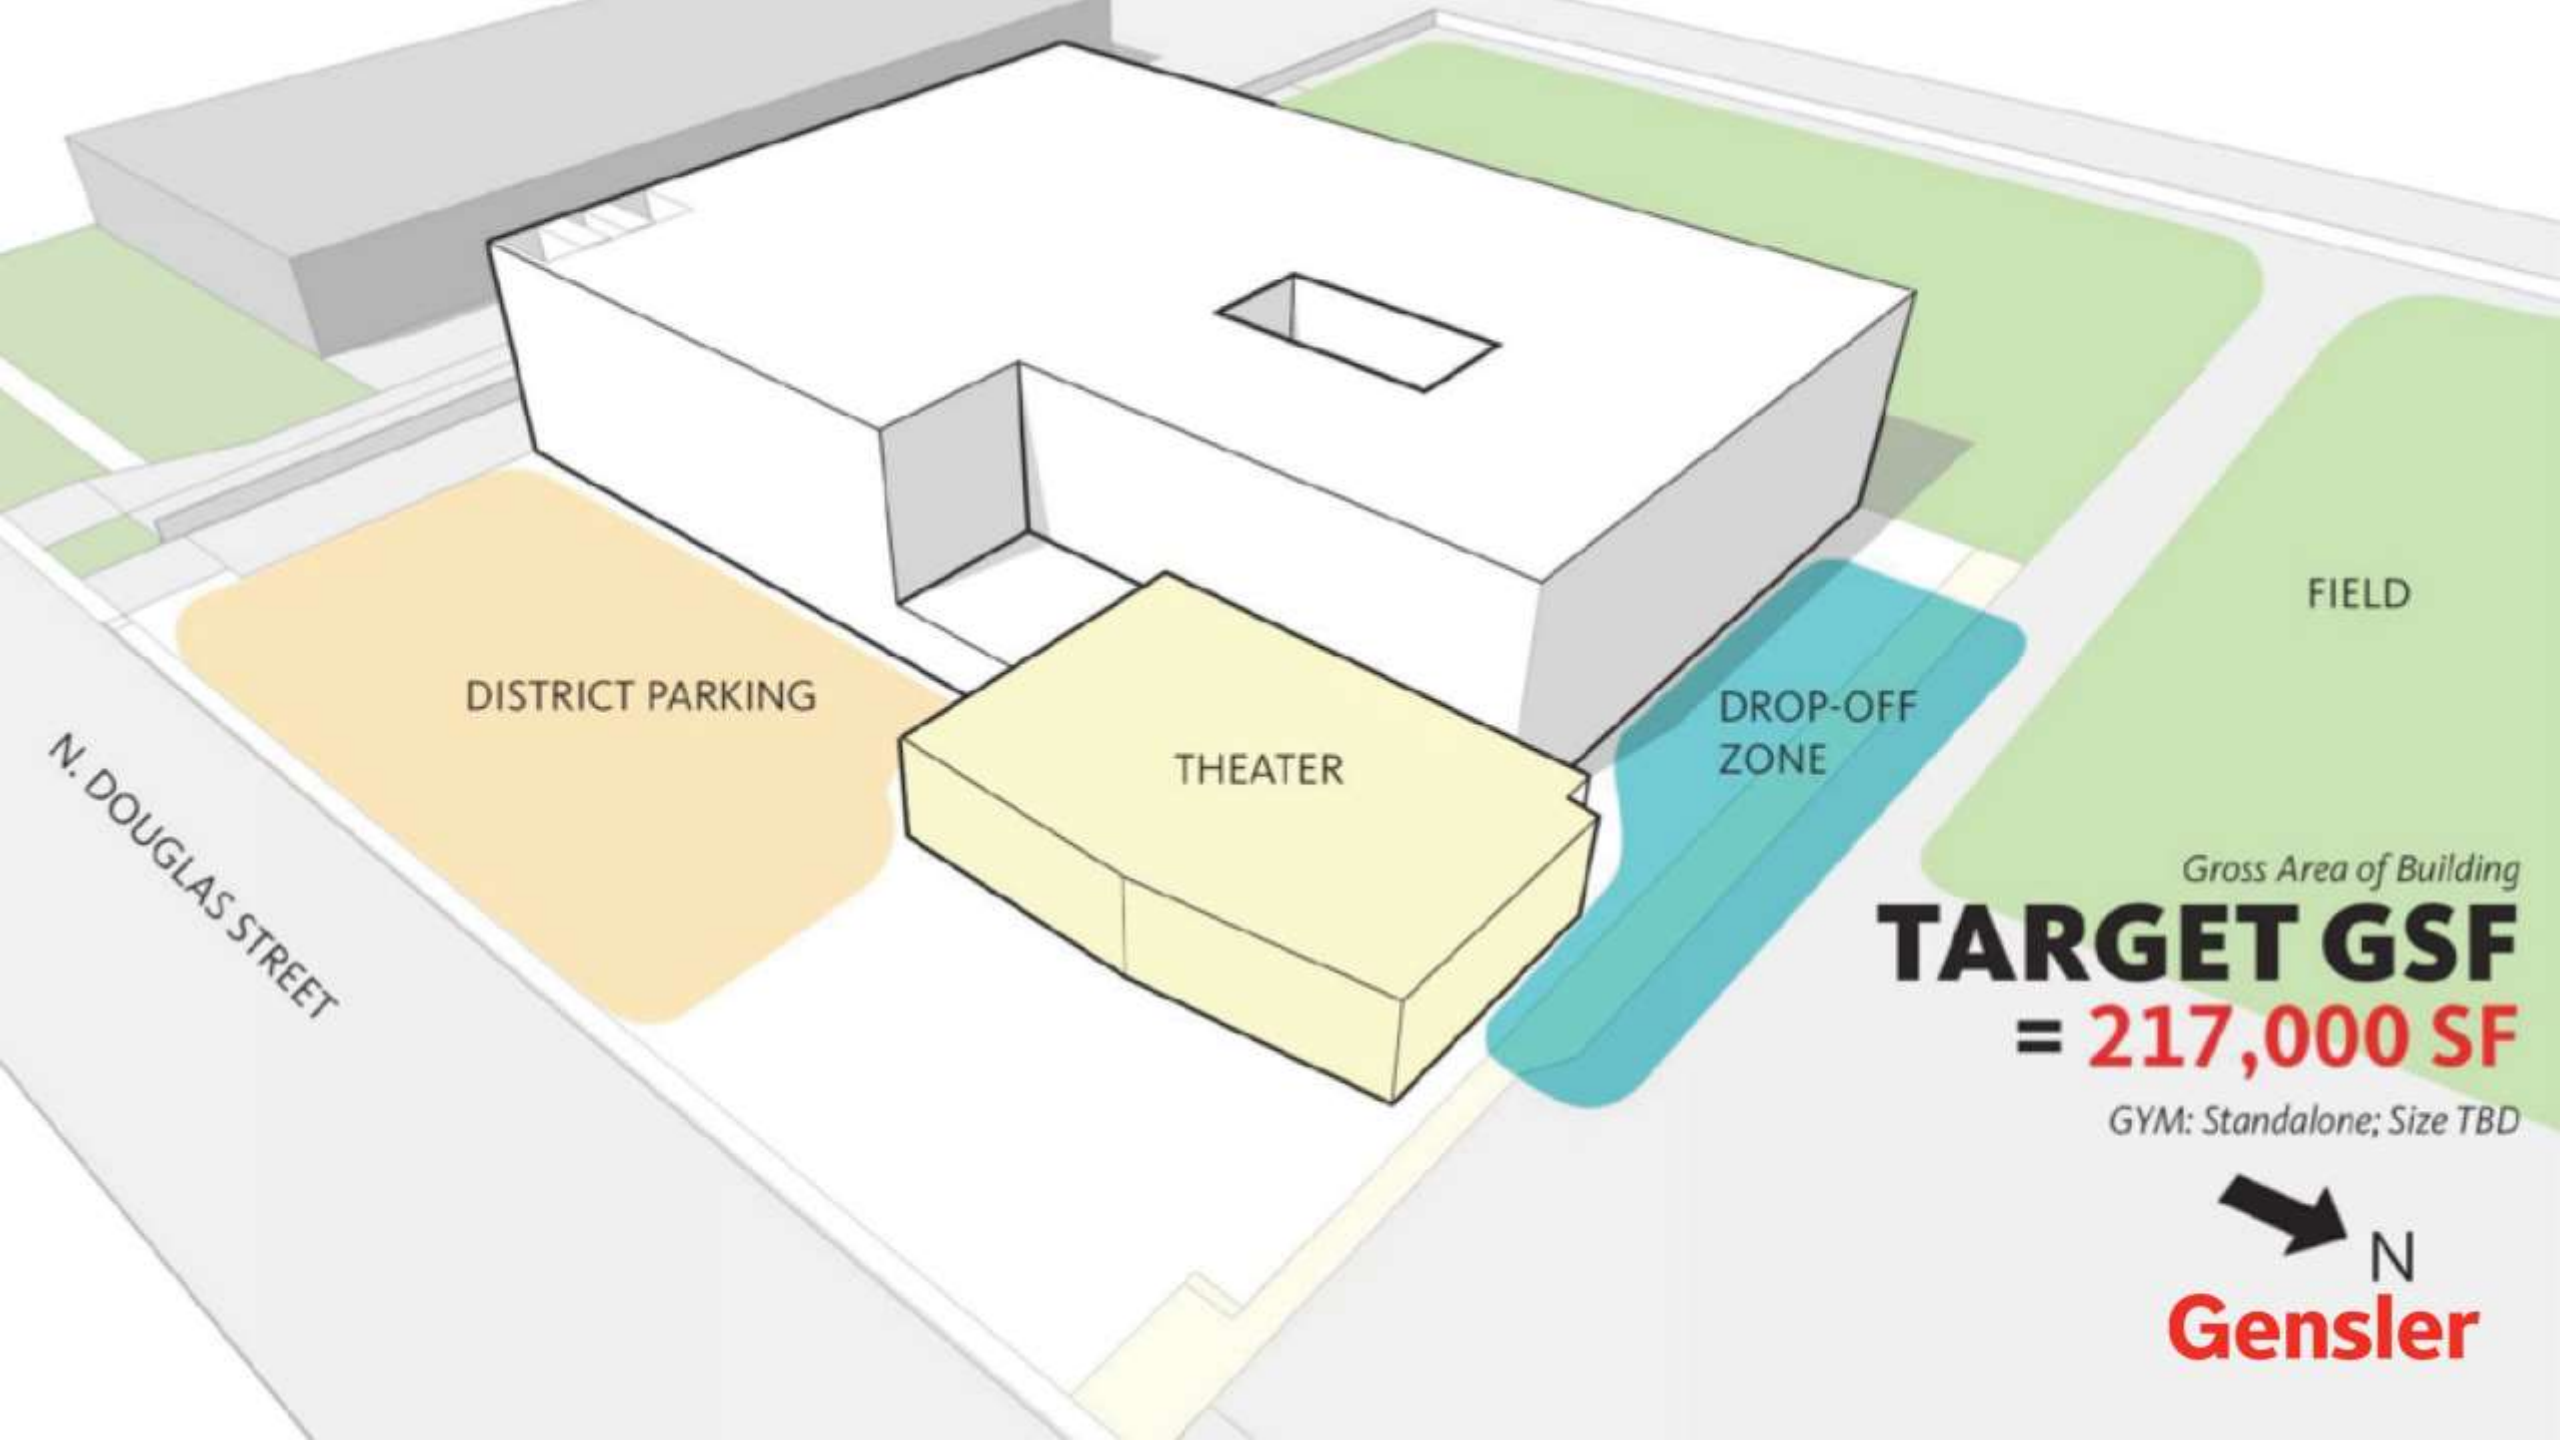 FIELD
DISTRICT PARKING
DROP-OFF
ZONE
THEATER
N. DOUGLAS STREET
Gross Area of Building
TARGET GSF
= 217,000 SF
GYM: Standalone; Size TBD
N
Gensler